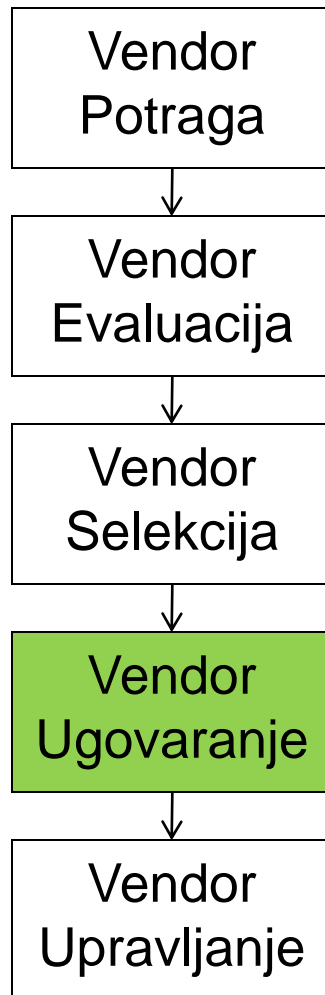 Vendor
Potraga
Vendor
Evaluacija
Vendor
Selekcija
Vendor
Ugovaranje
Vendor
Upravljanje